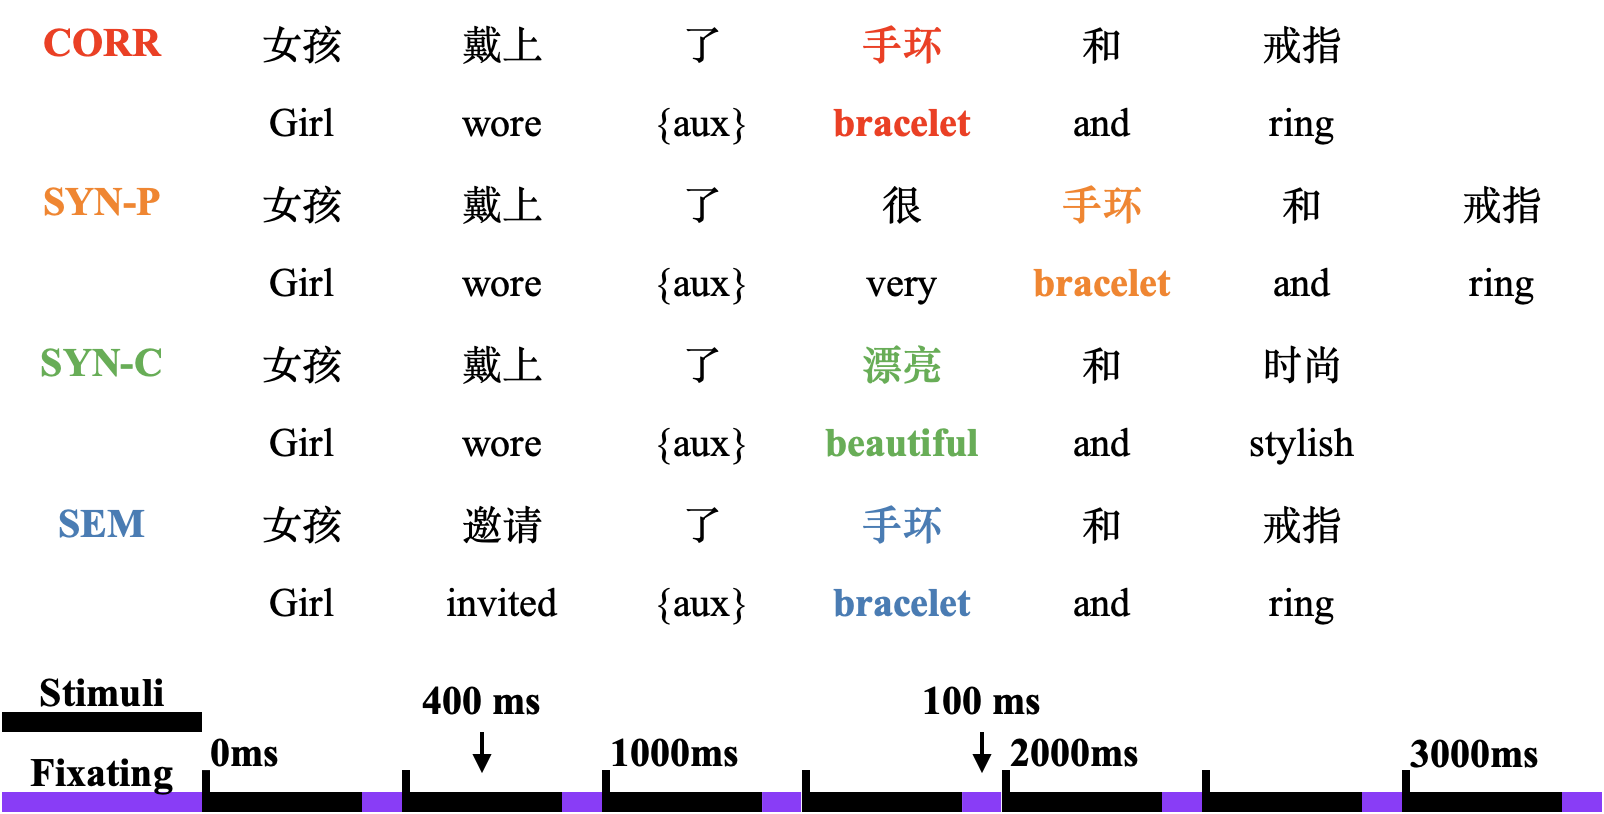 CORR 女孩 戴上 了 手环 和 戒指
Girl wore {aux} bracelet and ring
SYN-P 女孩 戴上 了 很 手环 和 戒指
Girl wore {aux} very bracelet and ring
SYN-C 女孩 戴上 了 漂亮 和 时尚
Girl wore {aux} beautiful and stylish
SEM 女孩 邀请 了 手环 和 戒指
Girl invited {aux} bracelet and ring
Stimuli 400 ms 100 ms
Fixating 0ms 1000ms 2000ms 3000ms